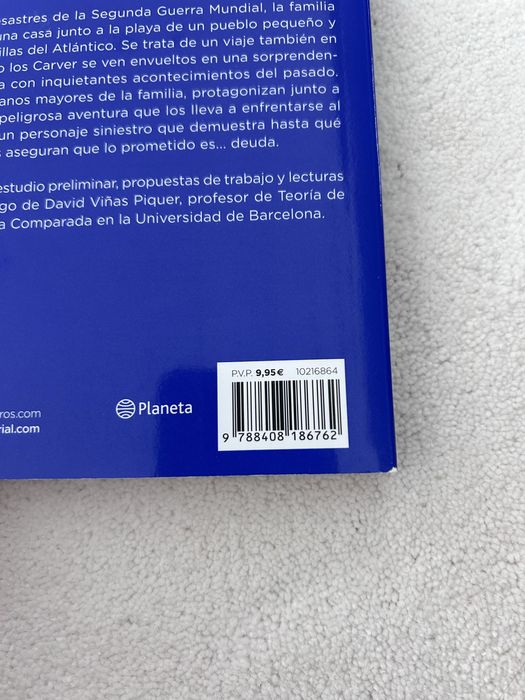 esastres de la Segunda Guerra Mundial, la familia
una casa junto a la playa de un pueblo pequeño y
illas del Atlántico. Se trata de un viaje también en
o los Carver se ven envueltos en una sorprenden-
a con inquietantes acontecimientos del pasado.
anos mayores de la familia, protagonizan junto a
peligrosa aventura que los lleva a enfrentarse al
un personaje siniestro que demuestra hasta qué
s aseguran que lo prometido es... deuda.
estudio preliminar, propuestas de trabajo y lecturas
go de David Viñas Piquer, profesor de Teoría de
a Comparada en la Universidad de Barcelona.
P.V.P. 9,95 € 10216864
9 788408 186762
ros.com
rial.com
Planeta